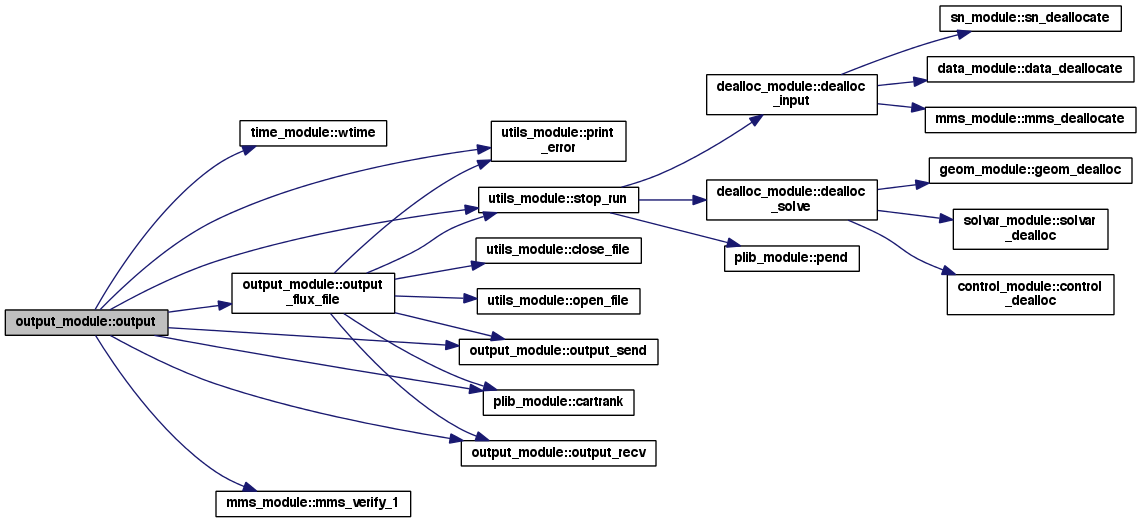 sn_module::sn_deallocate
data_module::data_deallocate
dealloc_module::dealloc
_input
mms_module::mms_deallocate
time_module::wtime
utils_module::print
_error
geom_module::geom_dealloc
utils_module::stop_run
dealloc_module::dealloc
_solve
solvar_module::solvar
_dealloc
utils_module::close_file
plib_module::pend
output_module::output
_flux_file
control_module::control
_dealloc
utils_module::open_file
output_module::output
output_module::output_send
plib_module::cartrank
output_module::output_recv
mms_module::mms_verify_1